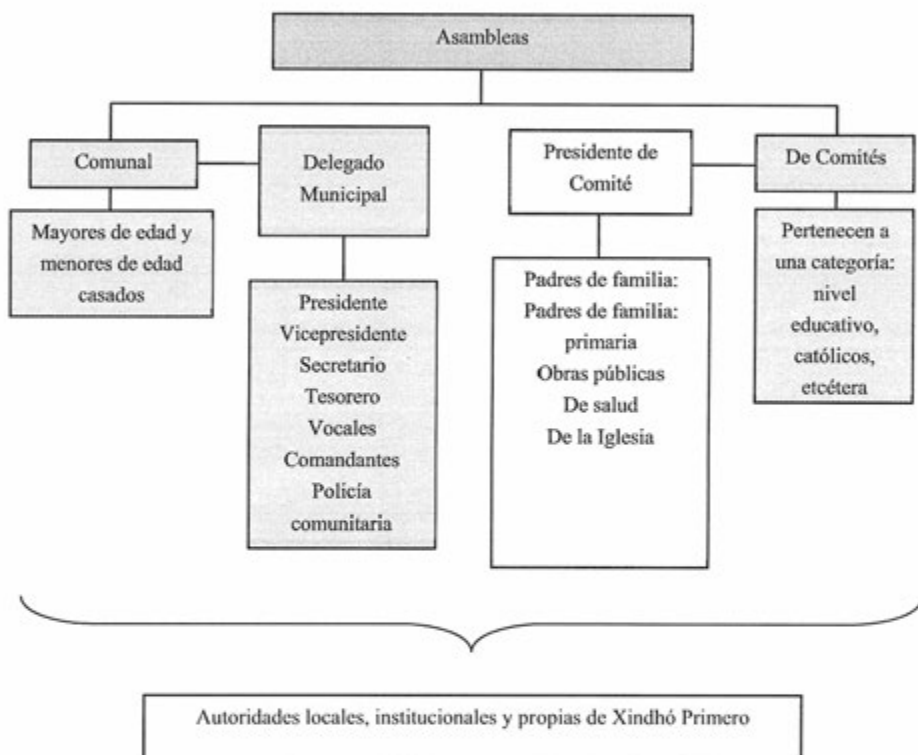 Asambleas
Comunal
Delegado
Municipal
Presidente de
Comité
De Comités
Mayores de edad y
menores de edad
casados
Presidente
Vicepresidente
Secretario
Tesorero
Vocales
Comandantes
Policía
comunitaria
Padres de familia:
Padres de familia:
primaria
Obras públicas
De salud
De la Iglesia
Pertenecen a
una categoría:
nivel
educativo,
católicos,
etcétera
Autoridades locales, institucionales y propias de Xindhó Primero